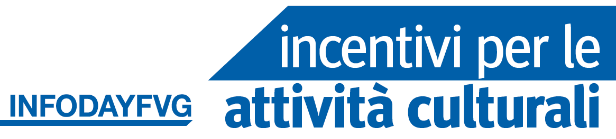 incentivi per le
INFODAYFVG attività culturali